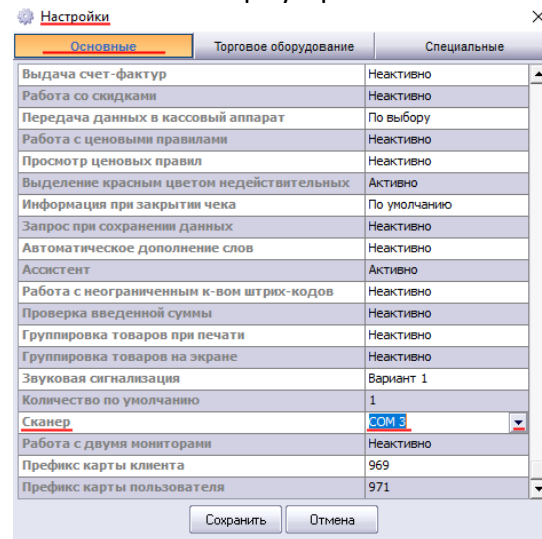 Настройки
Основные Торговое оборудование Специальные
Выдача счет-фактур Неактивно
Работа со скидками Неактивно
Передача данных в кассовый аппарат По выбору
Работа с ценовыми правилами Неактивно
Просмотр ценовых правил Неактивно
Выделение красным цветом недействительных Активно
Информация при закрытии чека По умолчанию
Запрос при сохранении данных Неактивно
Автоматическое дополнение слов Неактивно
Ассистент Активно
Работа с неограниченным к-вом штрих-кодов Неактивно
Проверка введенной суммы Неактивно
Группировка товаров при печати Неактивно
Группировка товаров на экране Неактивно
Звуковая сигнализация Вариант 1
Количество по умолчанию 1
Сканер COM 3
Работа с двумя мониторами Неактивно
Префикс карты клиента 969
Префикс карты пользователя 971
Сохранить Отмена